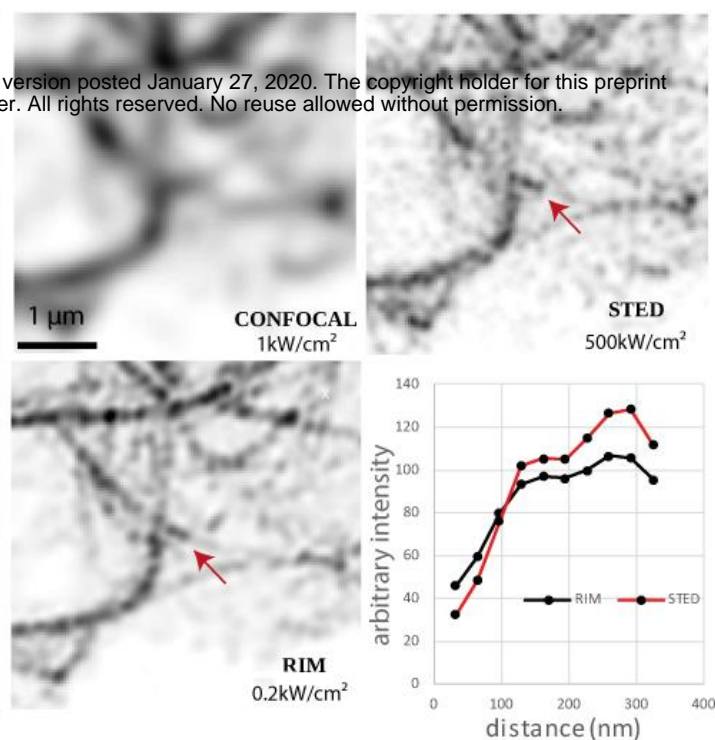 version posted January 27, 2020. The copyright holder for this preprint
er. All rights reserved. No reuse allowed without permission.
1 µm
CONFOCAL
1kW/cm²
STED
500kW/cm²
RIM
0.2kW/cm²
x
arbitrary intensity
140
120
100
80
60
40
20
0
RIM STED
0 100 200 300 400
distance (nm)